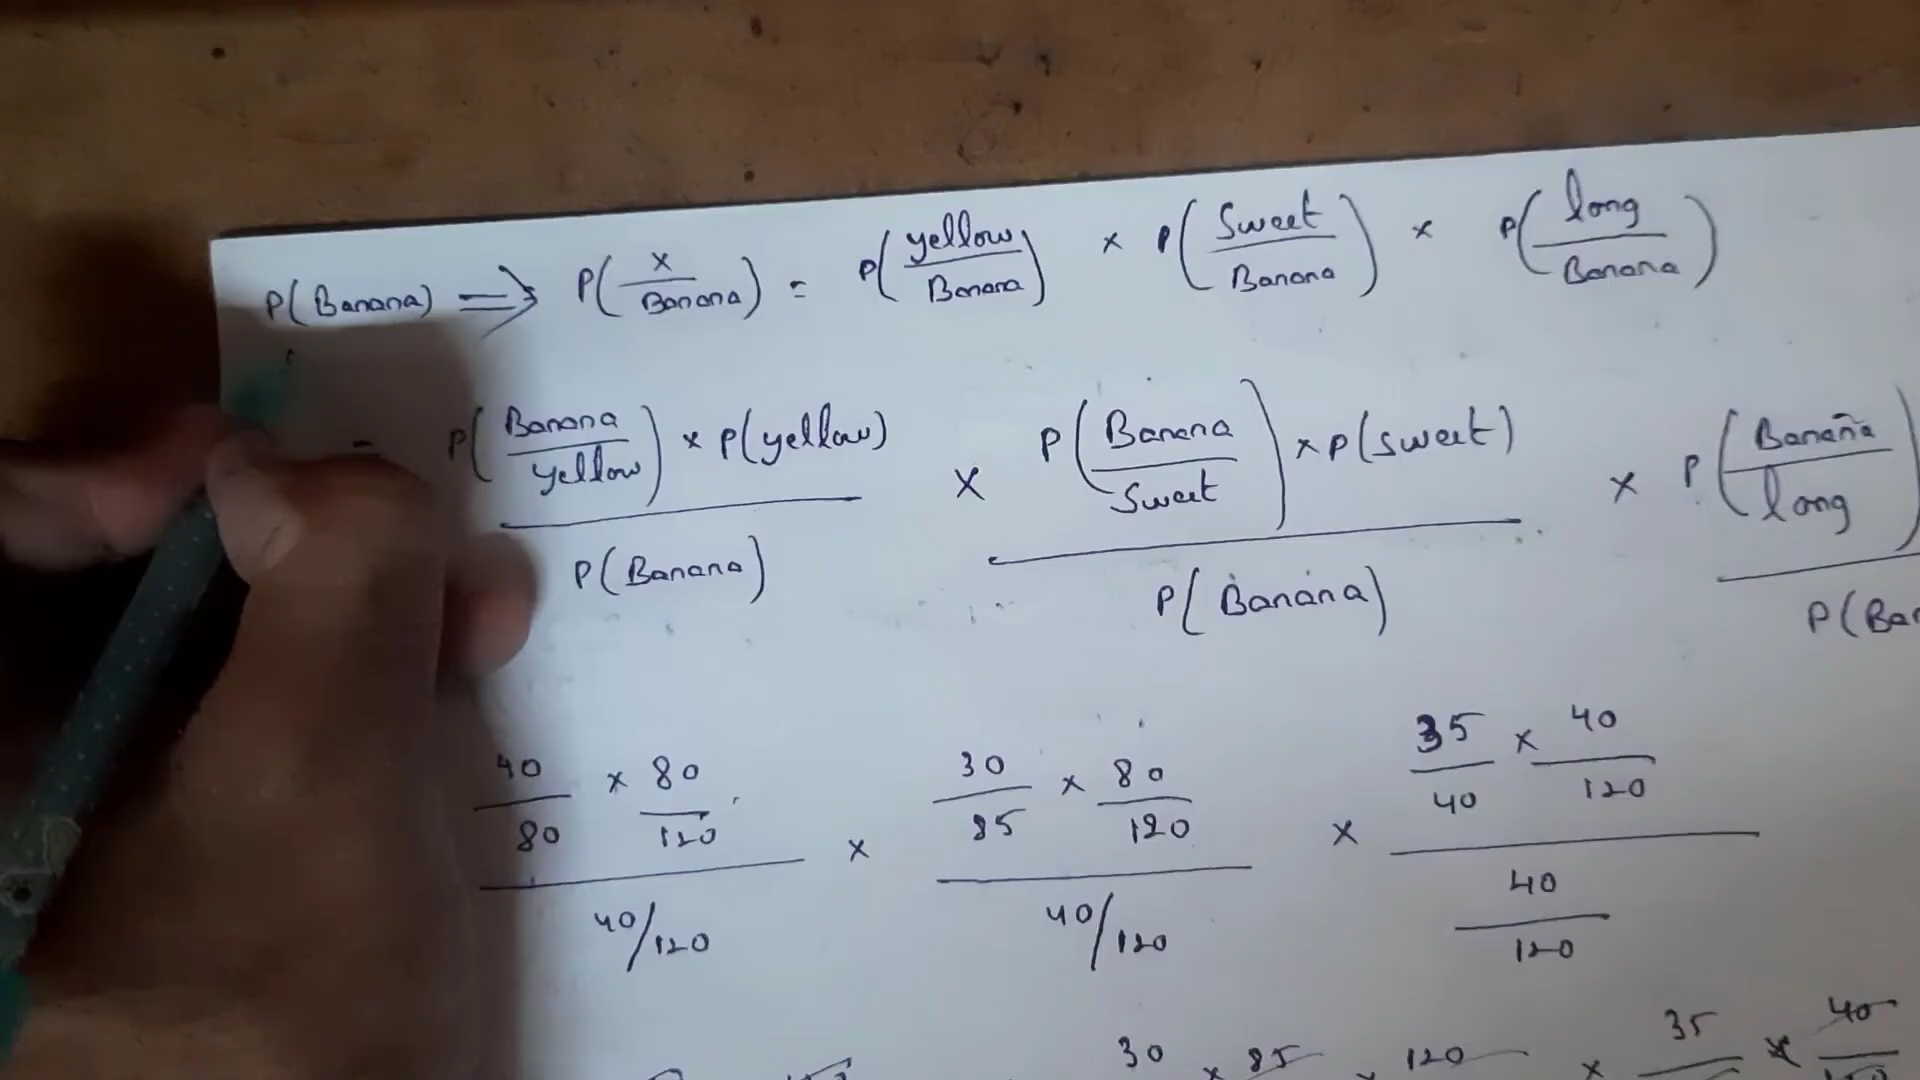 P(Banana) ⟹ P(x/Banana) = P(yellow/Banana) × P(Sweet/Banana) × P(long/Banana)
= P(Banana/yellow) × P(yellow) / P(Banana) × P(Banana/Sweet) × P(sweet) / P(Banana) × P(Banana/long) / P(Ban
40/80 × 80/120 / 40/120 × 30/85 × 80/120 / 40/120 × 35/40 × 40/120 / 40/120
30 × 85 × 120 × 35 × 40